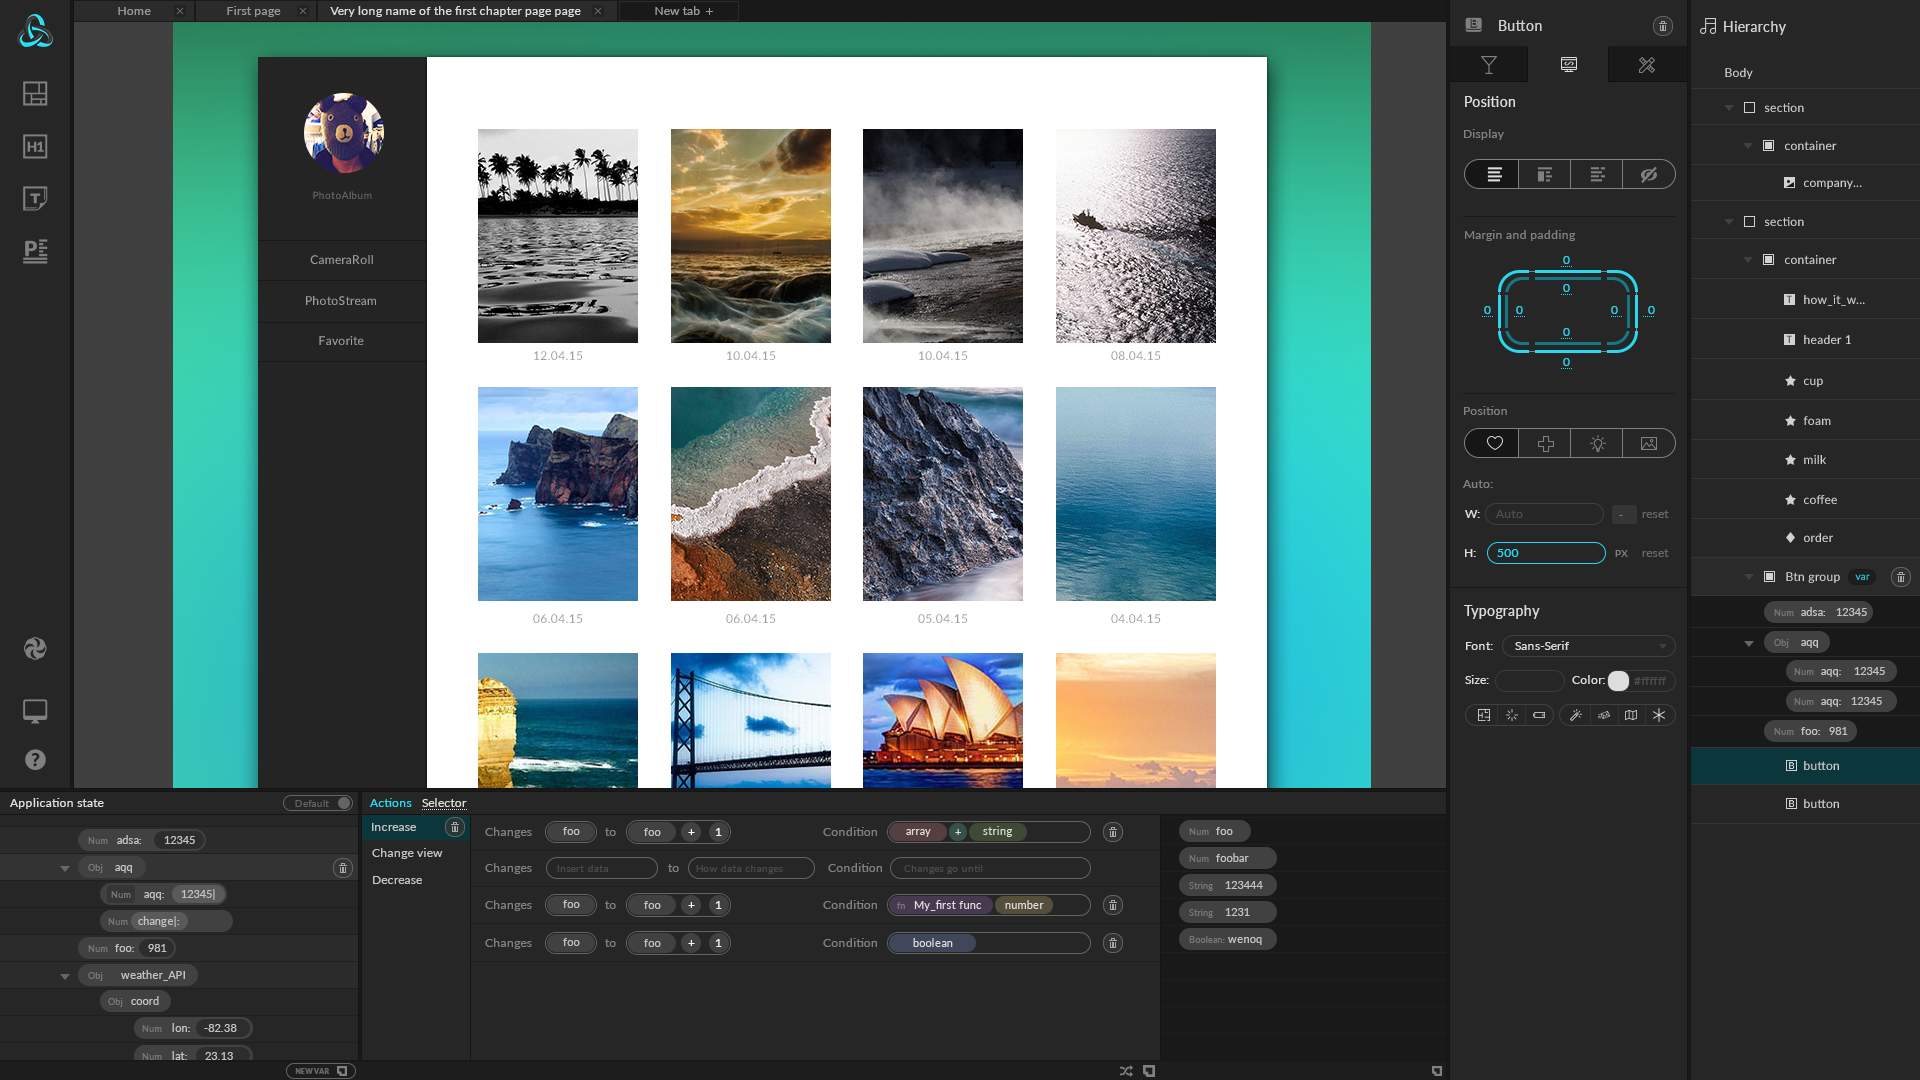 Home
First page
Very long name of the first chapter page page
New tab +
H1
T
P
PhotoAlbum
CameraRoll
PhotoStream
Favorite
12.04.15
10.04.15
10.04.15
08.04.15
06.04.15
06.04.15
05.04.15
04.04.15
Application state
Default
Num adsa: 12345
Obj aqq
Num aqq: 12345|
Num change|:
Num foo: 981
Obj weather_API
Obj coord
Num lon: -82.38
Num lat: 23.13
NEW VAR
Actions Selector
Increase
Change view
Decrease
Changes foo to foo + 1 Condition array + string
Changes Insert data to How data changes Condition Changes go until
Changes foo to foo + 1 Condition fn My_first func number
Changes foo to foo + 1 Condition boolean
Num foo
Num foobar
String 123444
String 1231
Boolean: wenoq
B Button
Position
Display
Margin and padding
0
0
0 0 0 0
0
0
Position
Auto:
W: Auto - reset
H: 500 PX reset
Typography
Font: Sans-Serif
Size: Color: #ffffff
Hierarchy
Body
section
container
company...
section
container
T how_it_w...
T header 1
cup
foam
milk
coffee
order
Btn group var
Num adsa: 12345
Obj aqq
Num aqq: 12345
Num aqq: 12345
Num foo: 981
B button
B button